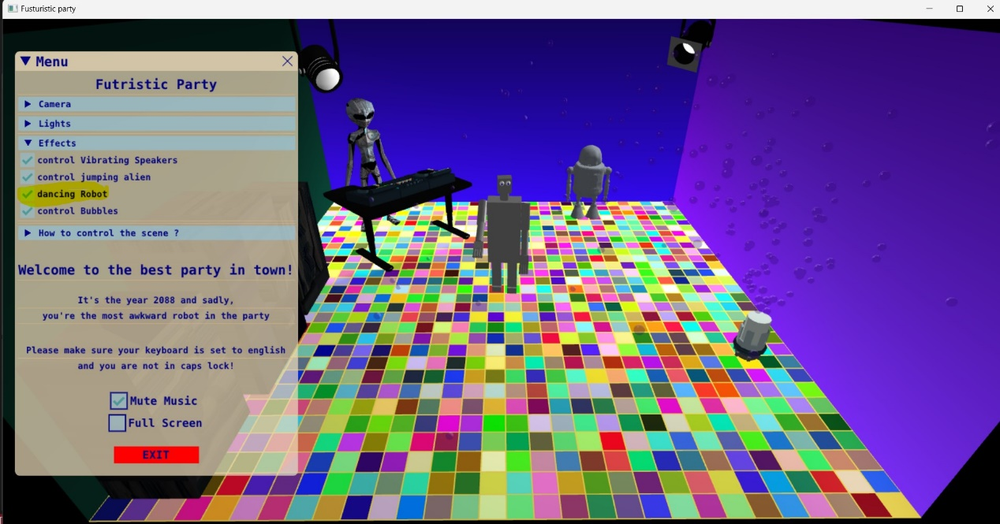 Fusturistic party
Menu
Futristic Party
Camera
Lights
Effects
control Vibrating Speakers
control jumping alien
dancing Robot
control Bubbles
How to control the scene ?
Welcome to the best party in town!
It's the year 2088 and sadly,
you're the most awkward robot in the party
Please make sure your keyboard is set to english
and you are not in caps lock!
Mute Music
Full Screen
EXIT